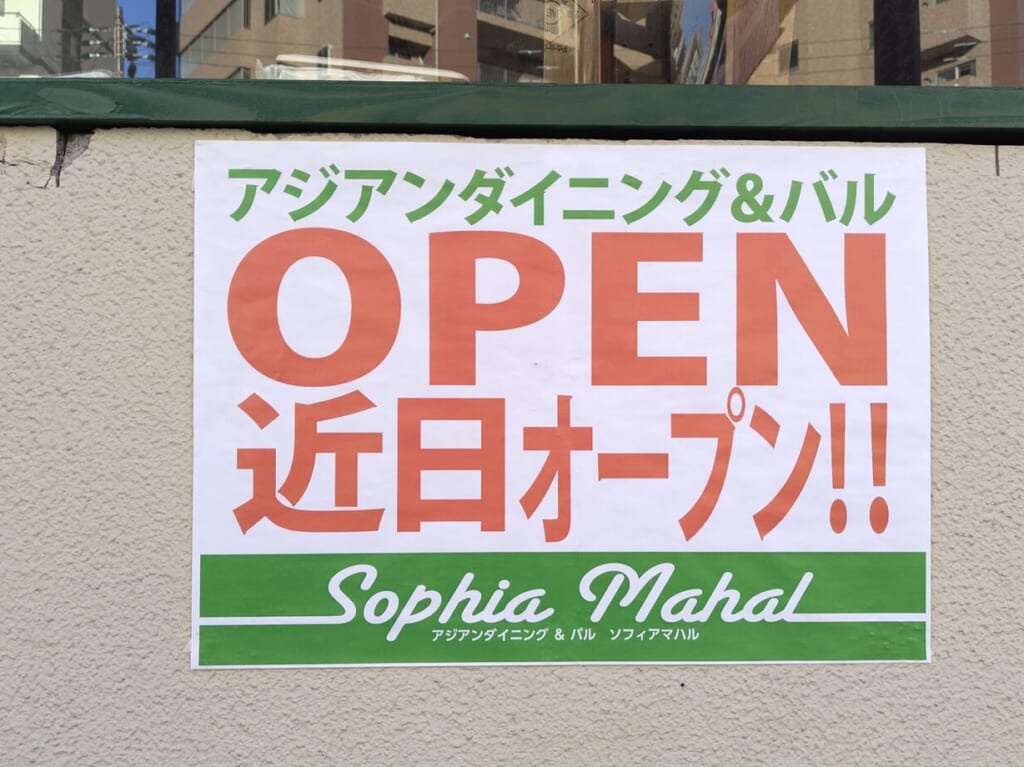 アジアンダイニング&バル
OPEN
近日オープン!!
Sophia Mahal
アジアンダイニング & バル ソフィアマハル